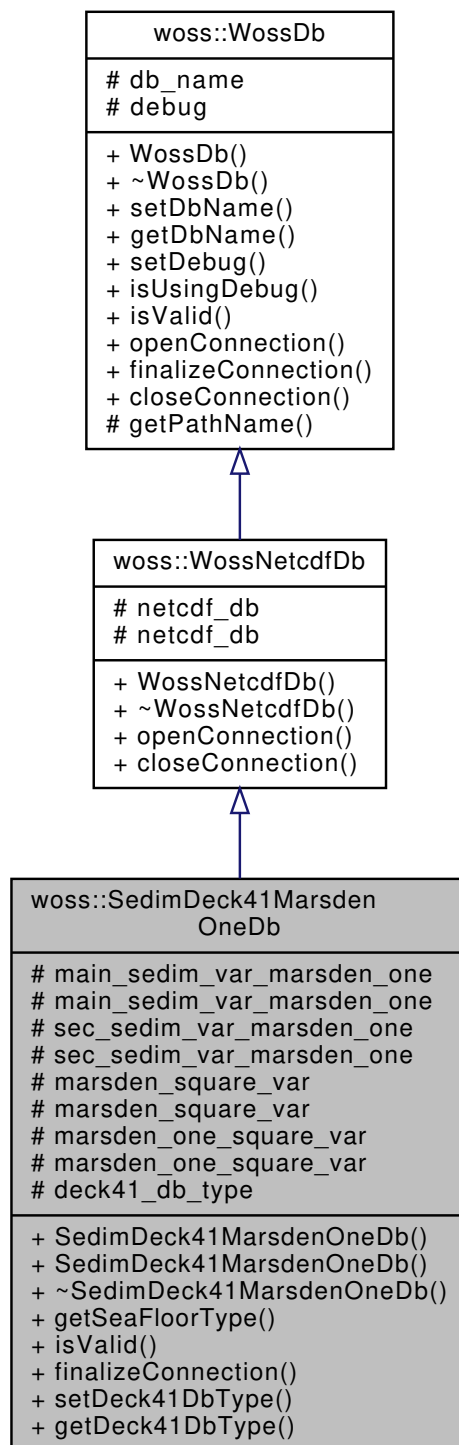 woss::WossDb
# db_name
# debug
+ WossDb()
+ ~WossDb()
+ setDbName()
+ getDbName()
+ setDebug()
+ isUsingDebug()
+ isValid()
+ openConnection()
+ finalizeConnection()
+ closeConnection()
# getPathName()
woss::WossNetcdfDb
# netcdf_db
# netcdf_db
+ WossNetcdfDb()
+ ~WossNetcdfDb()
+ openConnection()
+ closeConnection()
woss::SedimDeck41Marsden
OneDb
# main_sedim_var_marsden_one
# main_sedim_var_marsden_one
# sec_sedim_var_marsden_one
# sec_sedim_var_marsden_one
# marsden_square_var
# marsden_square_var
# marsden_one_square_var
# marsden_one_square_var
# deck41_db_type
+ SedimDeck41MarsdenOneDb()
+ SedimDeck41MarsdenOneDb()
+ ~SedimDeck41MarsdenOneDb()
+ getSeaFloorType()
+ isValid()
+ finalizeConnection()
+ setDeck41DbType()
+ getDeck41DbType()